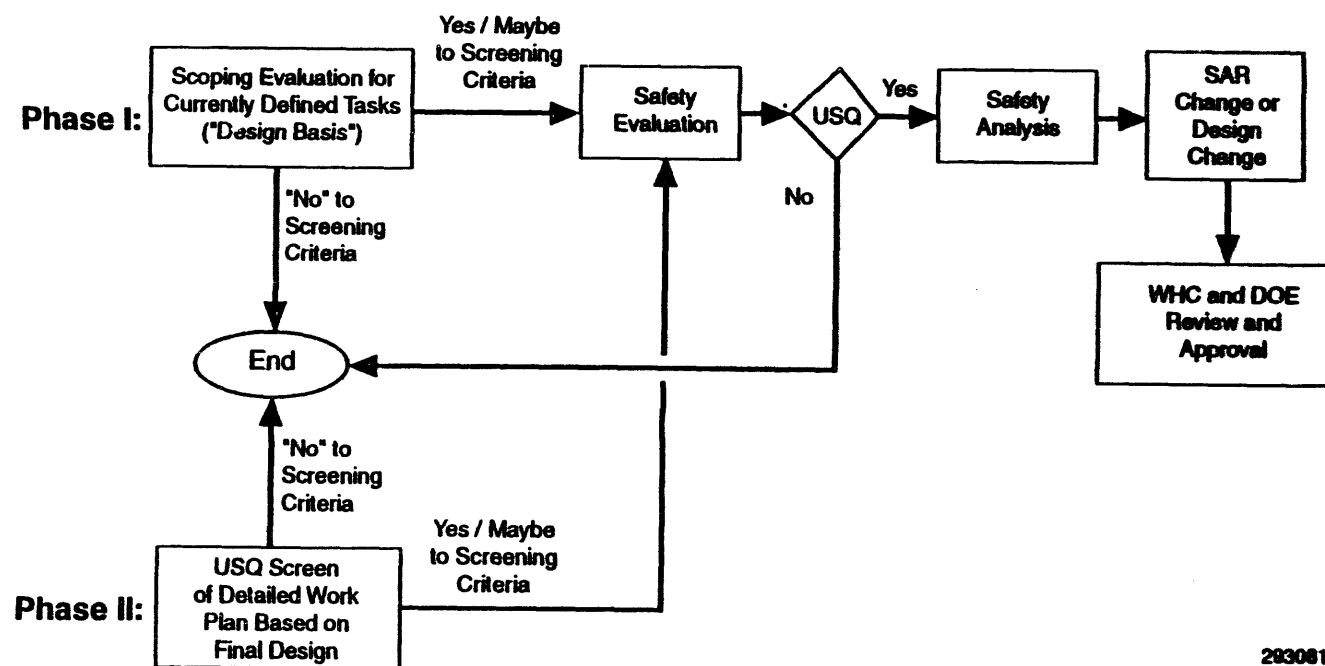 Phase I:
Scoping Evaluation for
Currently Defined Tasks
("Design Basis")
Yes / Maybe
to Screening
Criteria
Safety
Evaluation
USQ
Yes
Safety
Analysis
SAR
Change or
Design
Change
No
WHC and DOE
Review and
Approval
"No" to
Screening
Criteria
End
"No" to
Screening
Criteria
Yes / Maybe
to Screening
Criteria
Phase II:
USQ Screen
of Detailed Work
Plan Based on
Final Design
293061